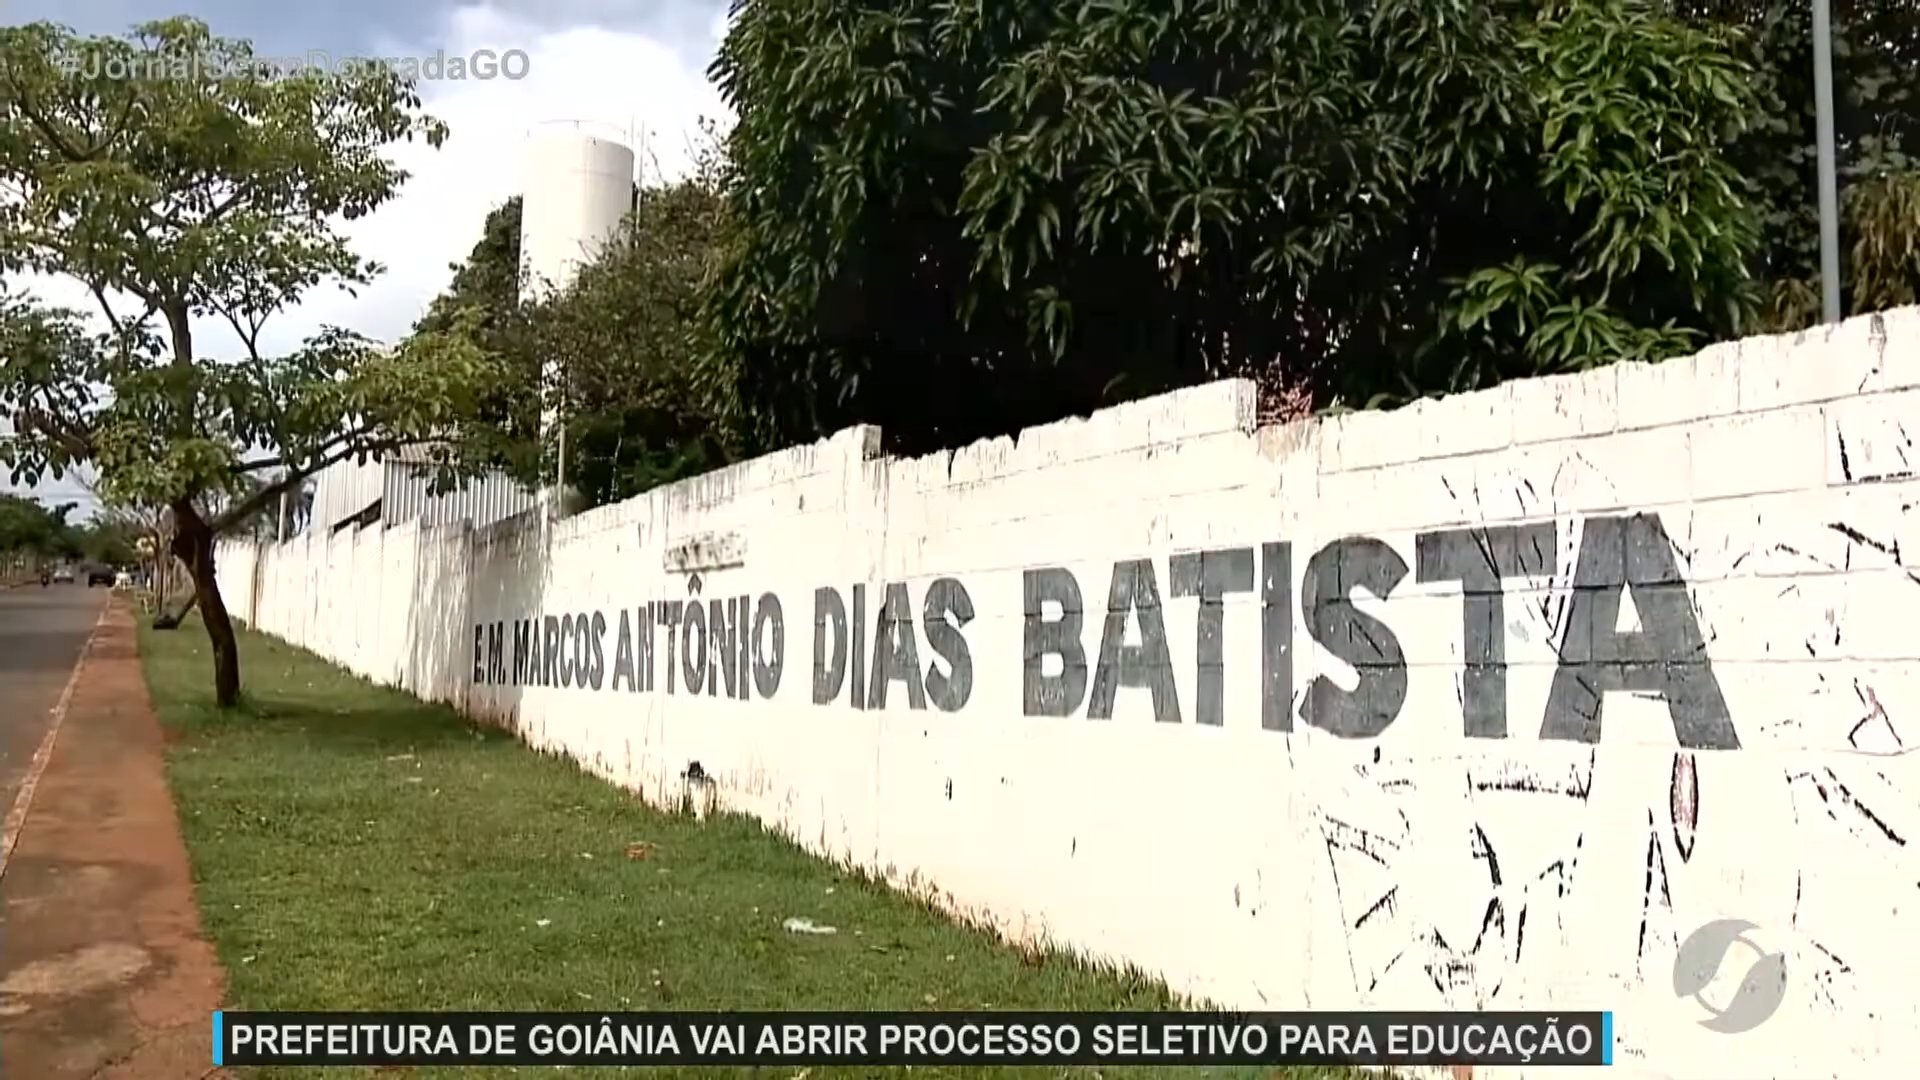 #JornalSerraDouradaGO
E. M. MARCOS ANTÔNIO DIAS BATISTA
PREFEITURA DE GOIÂNIA VAI ABRIR PROCESSO SELETIVO PARA EDUCAÇÃO